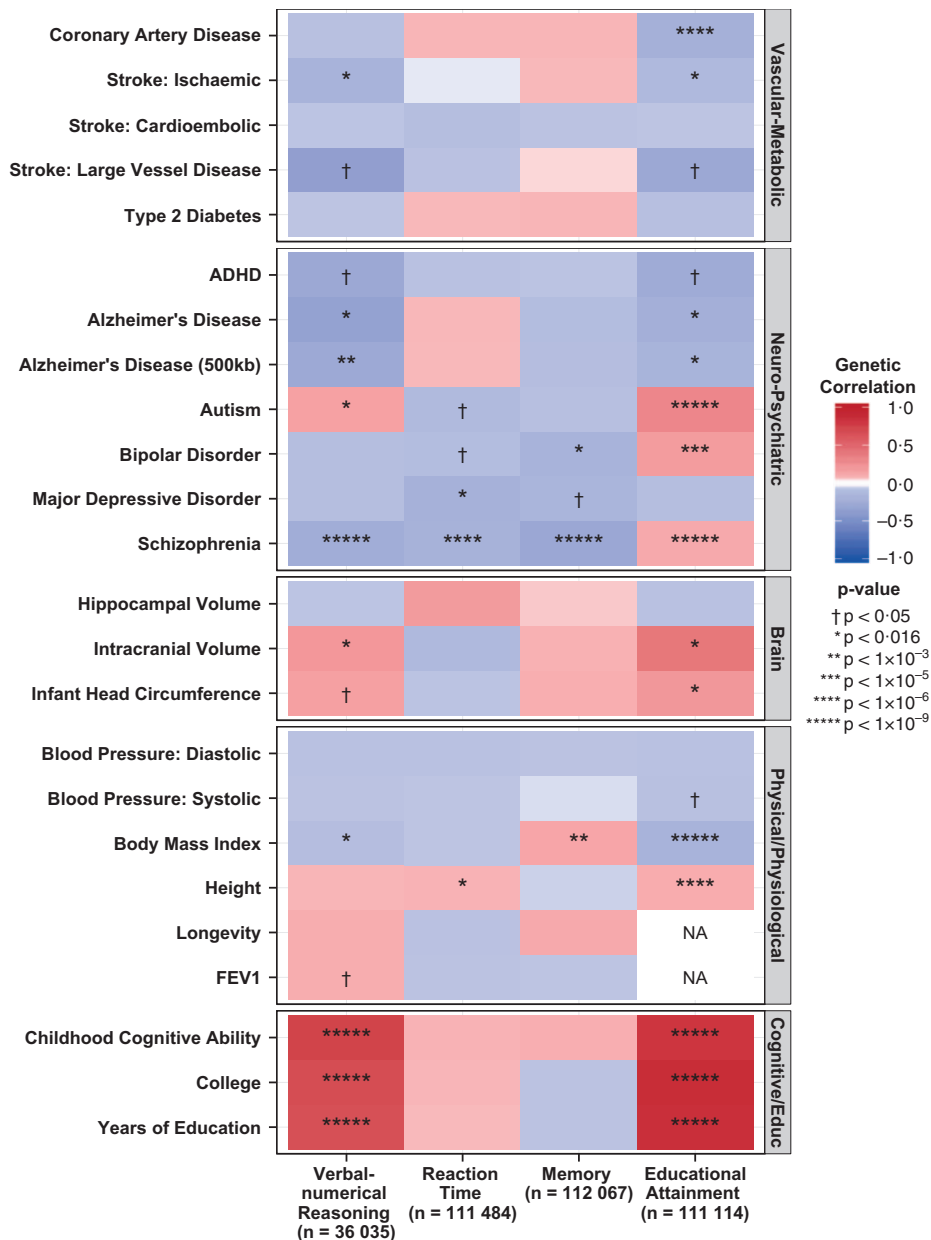 Coronary Artery Disease
****
Stroke: Ischaemic
* *
Stroke: Cardioembolic
Stroke: Large Vessel Disease
† †
Type 2 Diabetes
Vascular-Metabolic
ADHD
† †
Alzheimer's Disease
* *
Alzheimer's Disease (500kb)
** *
Autism
* † *****
Bipolar Disorder
† * ***
Major Depressive Disorder
* †
Schizophrenia
***** **** ***** *****
Neuro-Psychiatric
Hippocampal Volume
Intracranial Volume
* *
Infant Head Circumference
† *
Brain
Blood Pressure: Diastolic
Blood Pressure: Systolic
†
Body Mass Index
* ** *****
Height
* ****
Longevity
NA
FEV1
† NA
Physical/Physiological
Childhood Cognitive Ability
***** *****
College
***** *****
Years of Education
***** *****
Cognitive/Educ
Verbal-
numerical
Reasoning
(n = 36 035)
Reaction
Time
(n = 111 484)
Memory
(n = 112 067)
Educational
Attainment
(n = 111 114)
Genetic
Correlation
1·0
0·5
0·0
−0·5
−1·0
p-value
† p < 0·05
* p < 0·016
** p < 1×10⁻³
*** p < 1×10⁻⁵
**** p < 1×10⁻⁶
***** p < 1×10⁻⁹